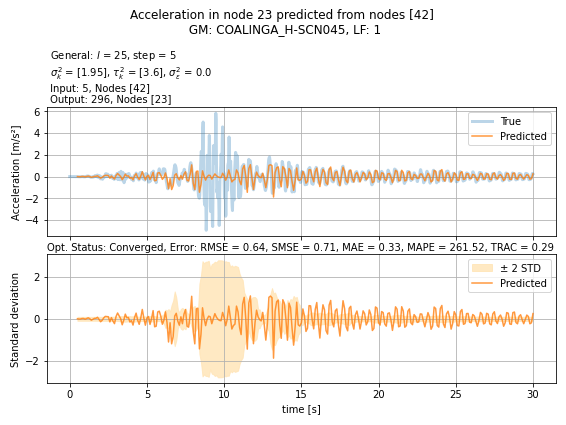 Acceleration in node 23 predicted from nodes [42]
GM: COALINGA_H-SCN045, LF: 1
General: l = 25, step = 5
σ²ₖ = [1.95], τ²ₖ = [3.6], σ²ε = 0.0
Input: 5, Nodes [42]
Output: 296, Nodes [23]
6
4
2
0
−2
−4
Acceleration [m/s²]
True
Predicted
Opt. Status: Converged, Error: RMSE = 0.64, SMSE = 0.71, MAE = 0.33, MAPE = 261.52, TRAC = 0.29
2
0
−2
Standard deviation
± 2 STD
Predicted
0 5 10 15 20 25 30
time [s]